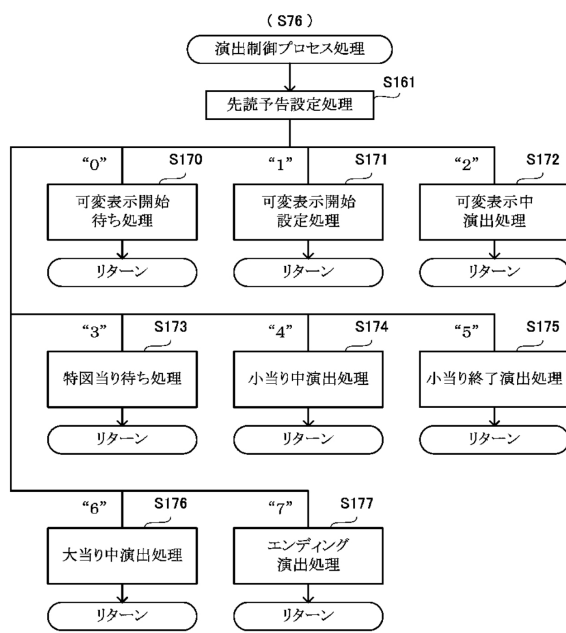 （S76）
演出制御プロセス処理
S161
先読予告設定処理
“0”
S170
可変表示開始
待ち処理
リターン
“1”
S171
可変表示開始
設定処理
リターン
“2”
S172
可変表示中
演出処理
リターン
“3”
S173
特図当り待ち処理
リターン
“4”
S174
小当り中演出処理
リターン
“5”
S175
小当り終了演出処理
リターン
“6”
S176
大当り中演出処理
リターン
“7”
S177
エンディング
演出処理
リターン